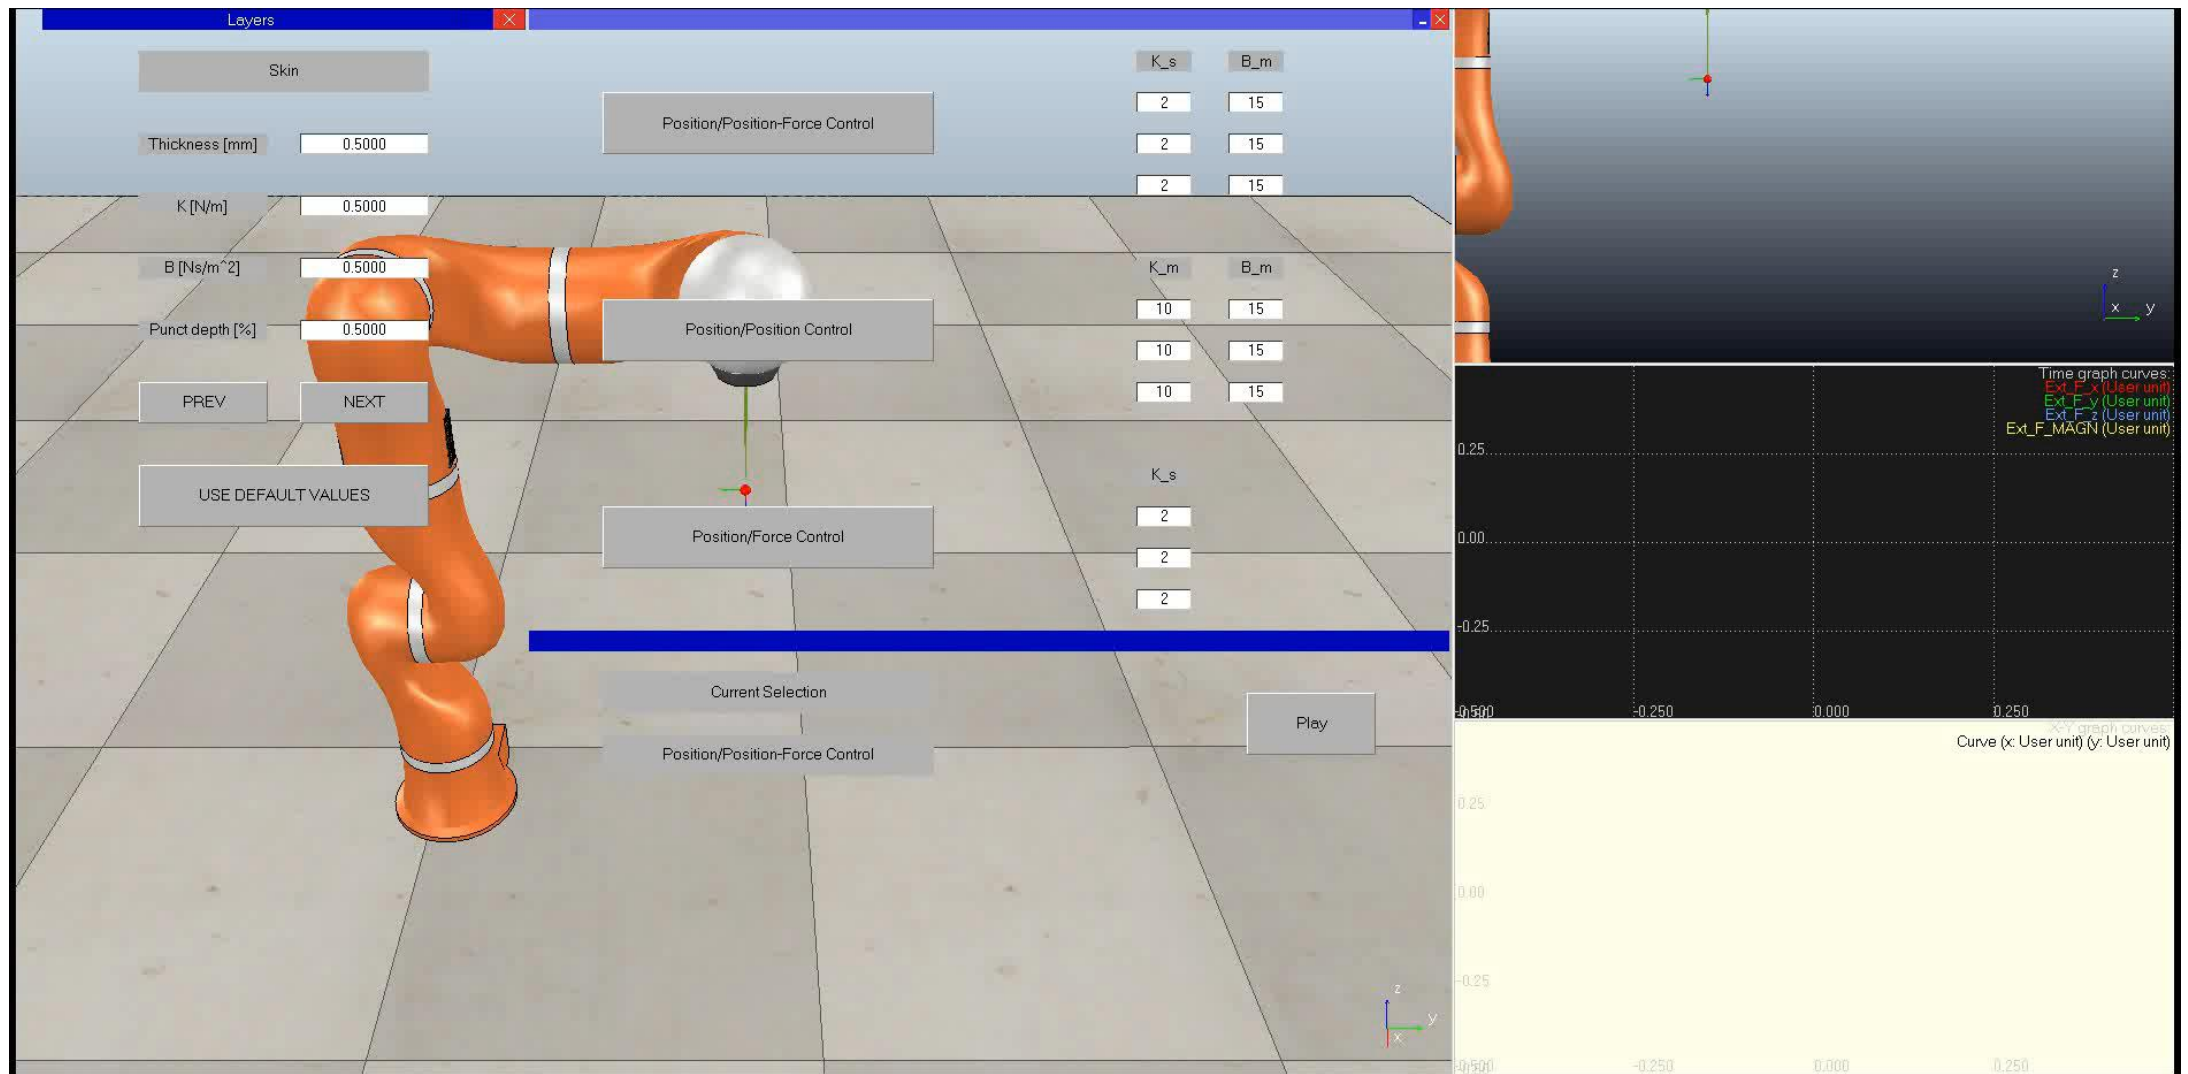 Layers
Skin
Thickness [mm] 0.5000
K [N/m] 0.5000
B [Ns/m^2] 0.5000
Punct depth [%] 0.5000
PREV NEXT
USE DEFAULT VALUES
K_s B_m
Position/Position-Force Control
2 15
2 15
2 15
K_m B_m
Position/Position Control
10 15
10 15
10 15
K_s
Position/Force Control
2
2
2
Current Selection
Position/Position-Force Control
Play
z
y
x
z
x y
Time graph curves:
Ext_F_x (User unit)
Ext_F_y (User unit)
Ext_F_z (User unit)
Ext_F_MAGN (User unit)
0.25
0.00
-0.25
-0.250 0.000 0.250
X-Y graph curves:
Curve (x: User unit) (y: User unit)
0.25
0.00
-0.25
-0.250 0.000 0.250